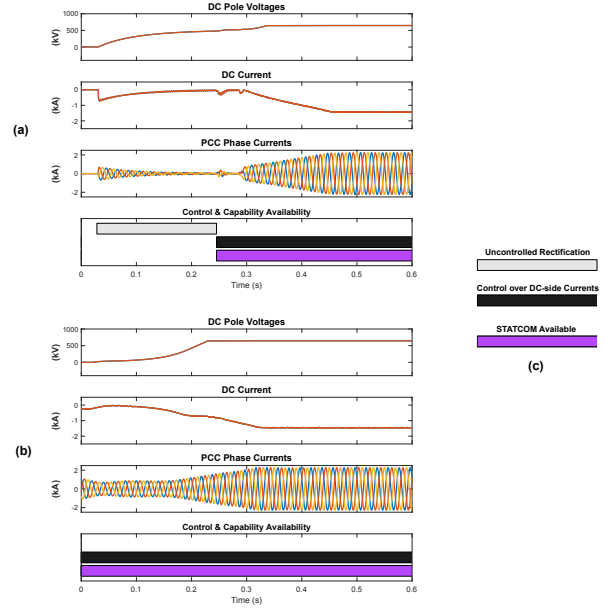 DC Pole Voltages
1000
500
0
(kV)
DC Current
0
-1
-2
(kA)
(a)
PCC Phase Currents
2
0
-2
(kA)
Control & Capability Availability
0
0.1
0.2
0.3
0.4
0.5
0.6
Time (s)
DC Pole Voltages
1000
500
0
(kV)
DC Current
0
-1
-2
(kA)
(b)
PCC Phase Currents
2
0
-2
(kA)
Control & Capability Availability
0
0.1
0.2
0.3
0.4
0.5
0.6
Time (s)
Uncontrolled Rectification
Control over DC-side Currents
STATCOM Available
(c)